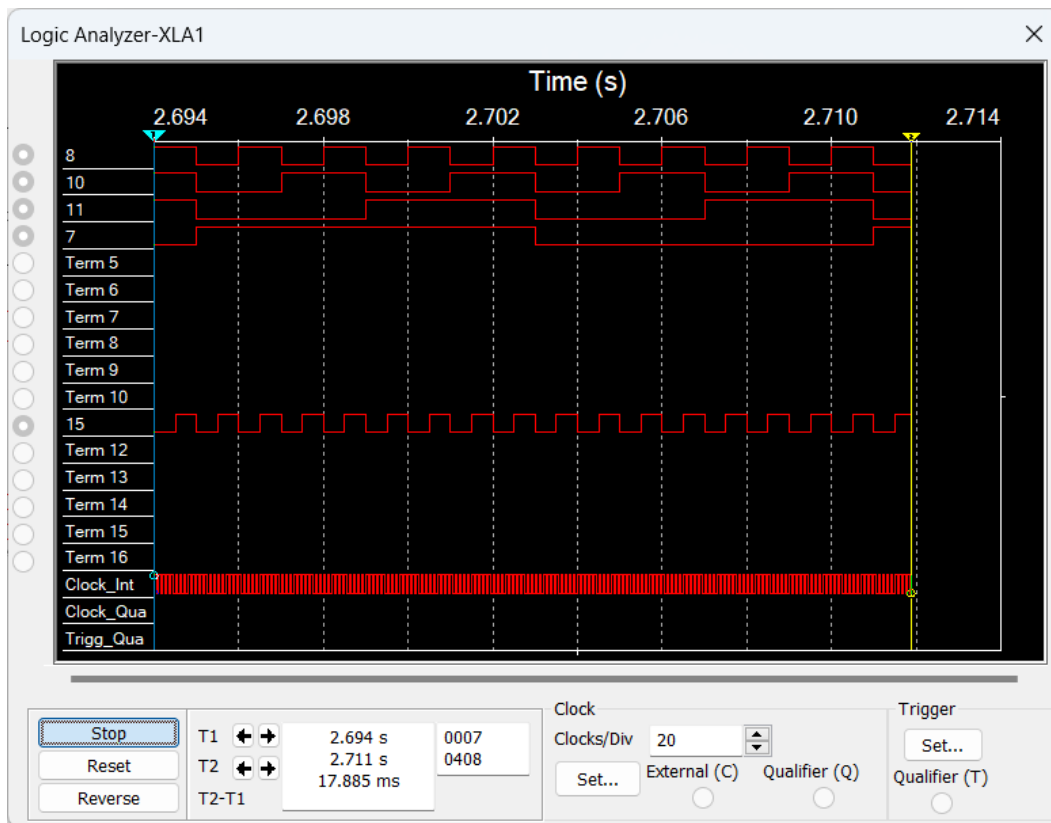 Logic Analyzer-XLA1
Time (s)
2.694 2.698 2.702 2.706 2.710 2.714
1 2
8
10
11
7
Term 5
Term 6
Term 7
Term 8
Term 9
Term 10
15
Term 12
Term 13
Term 14
Term 15
Term 16
Clock_Int
Clock_Qua
Trigg_Qua
Stop
Reset
Reverse
T1 2.694 s 0007
T2 2.711 s 0408
T2-T1 17.885 ms
Clock
Clocks/Div 20
Set... External (C) Qualifier (Q)
Trigger
Set...
Qualifier (T)